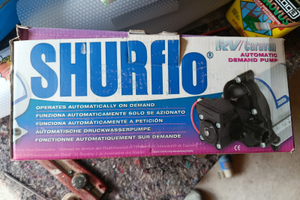 SHURflo®
AUTOMATIC
DEMAND PUMP
OPERATES AUTOMATICALLY ON DEMAND
FUNZIONA AUTOMATICAMENTE SOLO SE AZIONATO
FUNCIONA AUTOMATICAMENTE A PETICIÓN
AUTOMATISCHE DRUCKWASSERPUMPE
FONCTIONNE AUTOMATIQUEMENT SUR DEMANDE
CE